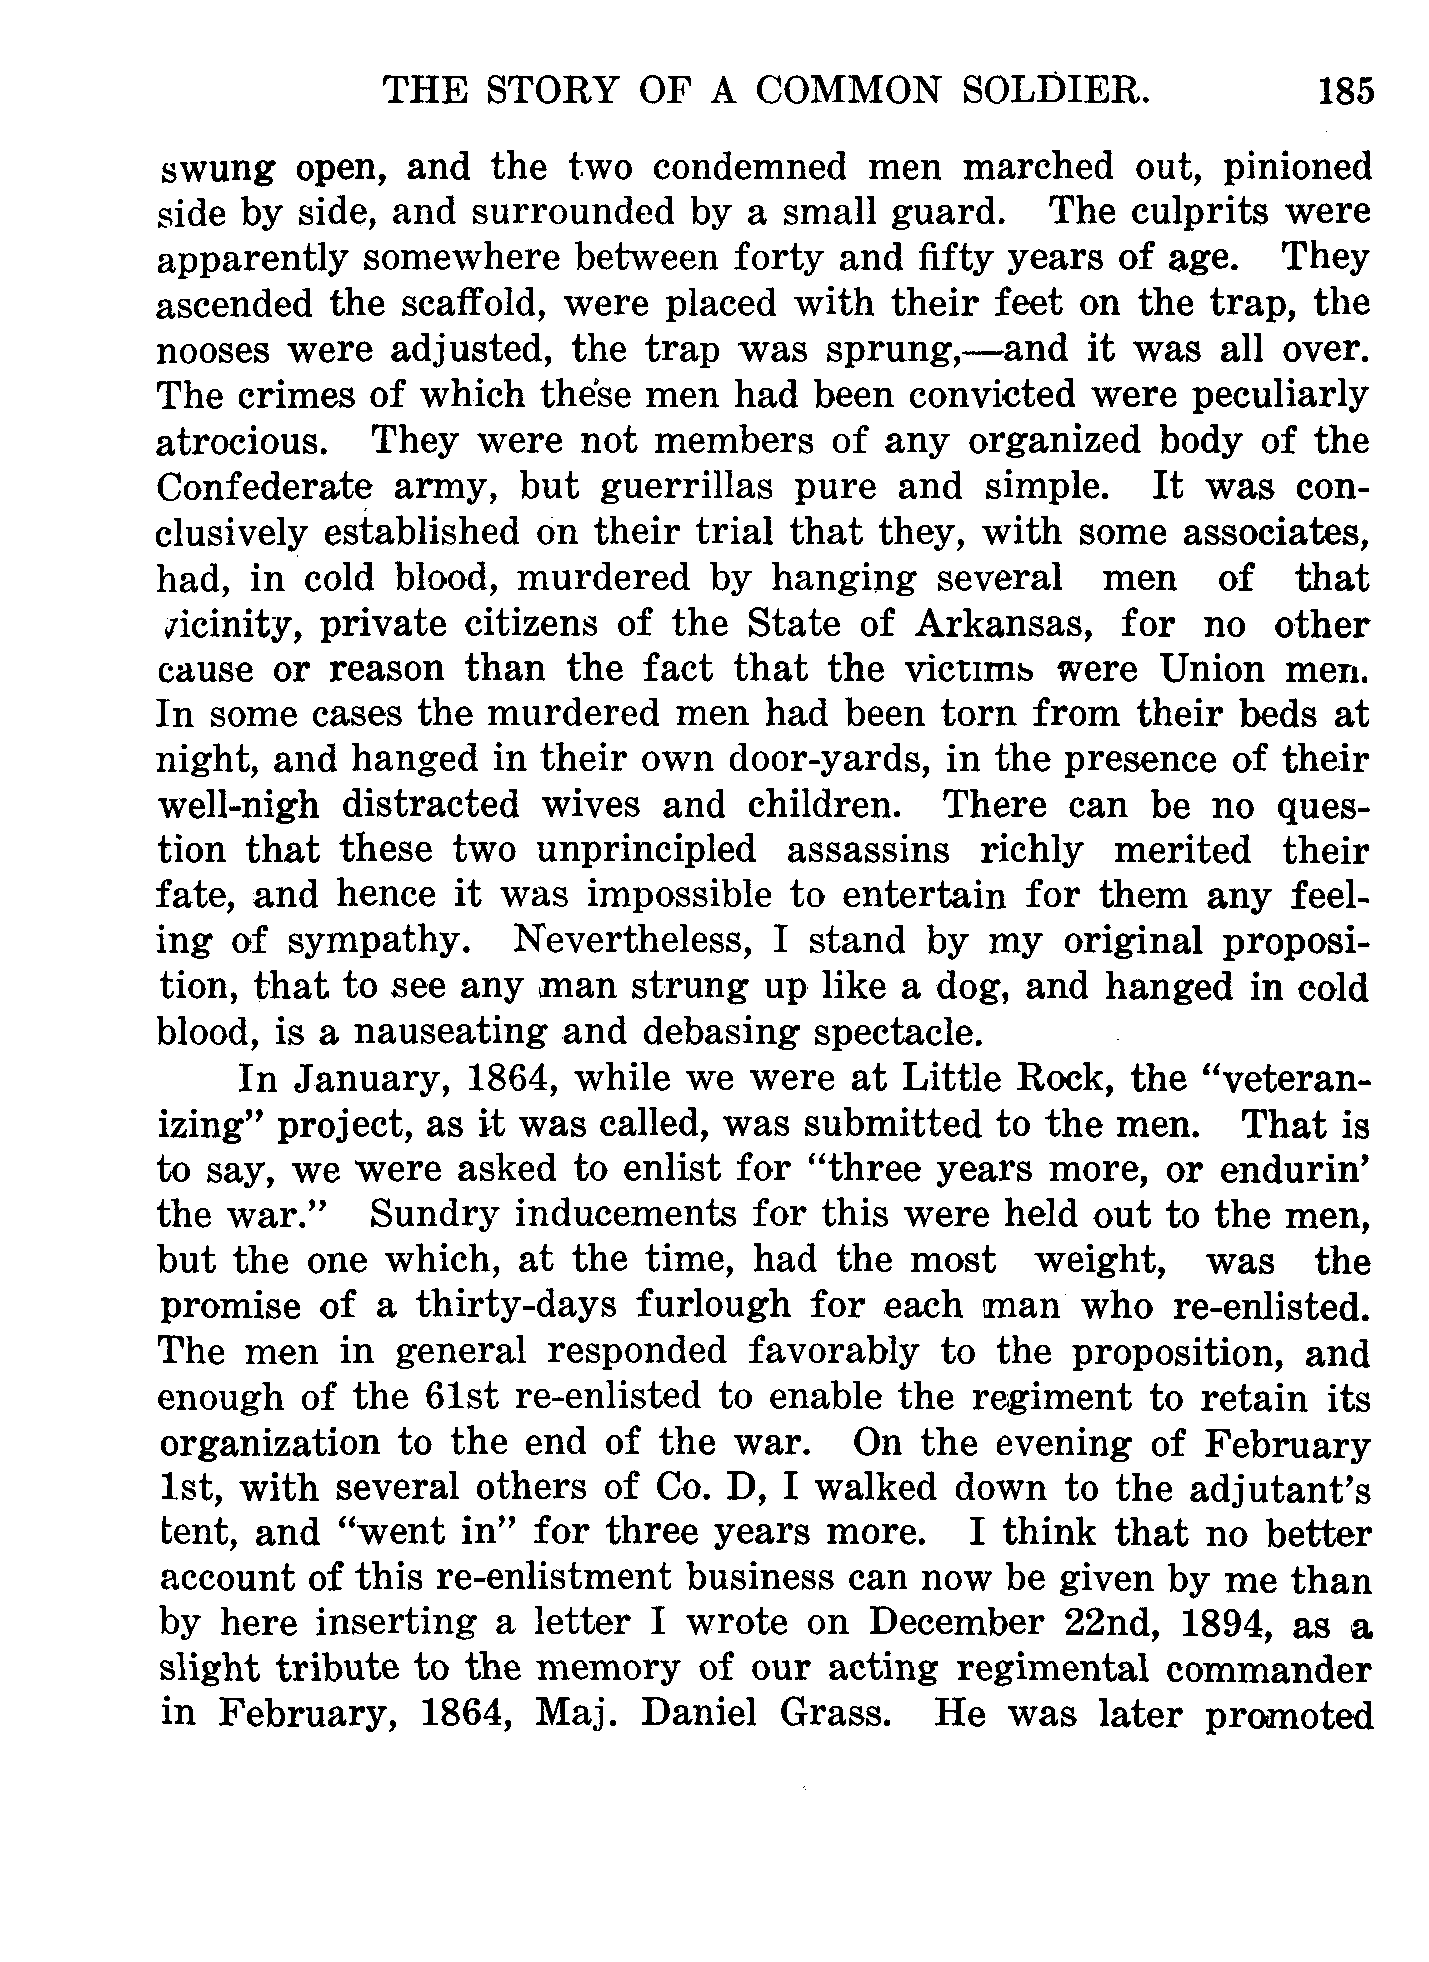 THE STORY OF A COMMON SOLDIER. 185
swung open, and the two condemned men marched out, pinioned
side by side, and surrounded by a small guard. The culprits were
apparently somewhere between forty and fifty years of age. They
ascended the scaffold, were placed with their feet on the trap, the
nooses were adjusted, the trap was sprung,—and it was all over.
The crimes of which these men had been convicted were peculiarly
atrocious. They were not members of any organized body of the
Confederate army, but guerrillas pure and simple. It was con-
clusively established on their trial that they, with some associates,
had, in cold blood, murdered by hanging several men of that
vicinity, private citizens of the State of Arkansas, for no other
cause or reason than the fact that the victims were Union men.
In some cases the murdered men had been torn from their beds at
night, and hanged in their own door-yards, in the presence of their
well-nigh distracted wives and children. There can be no ques-
tion that these two unprincipled assassins richly merited their
fate, and hence it was impossible to entertain for them any feel-
ing of sympathy. Nevertheless, I stand by my original proposi-
tion, that to see any man strung up like a dog, and hanged in cold
blood, is a nauseating and debasing spectacle.
In January, 1864, while we were at Little Rock, the “veteran-
izing” project, as it was called, was submitted to the men. That is
to say, we were asked to enlist for “three years more, or endurin’
the war.” Sundry inducements for this were held out to the men,
but the one which, at the time, had the most weight, was the
promise of a thirty-days furlough for each man who re-enlisted.
The men in general responded favorably to the proposition, and
enough of the 61st re-enlisted to enable the regiment to retain its
organization to the end of the war. On the evening of February
1st, with several others of Co. D, I walked down to the adjutant’s
tent, and “went in” for three years more. I think that no better
account of this re-enlistment business can now be given by me than
by here inserting a letter I wrote on December 22nd, 1894, as a
slight tribute to the memory of our acting regimental commander
in February, 1864, Maj. Daniel Grass. He was later promoted